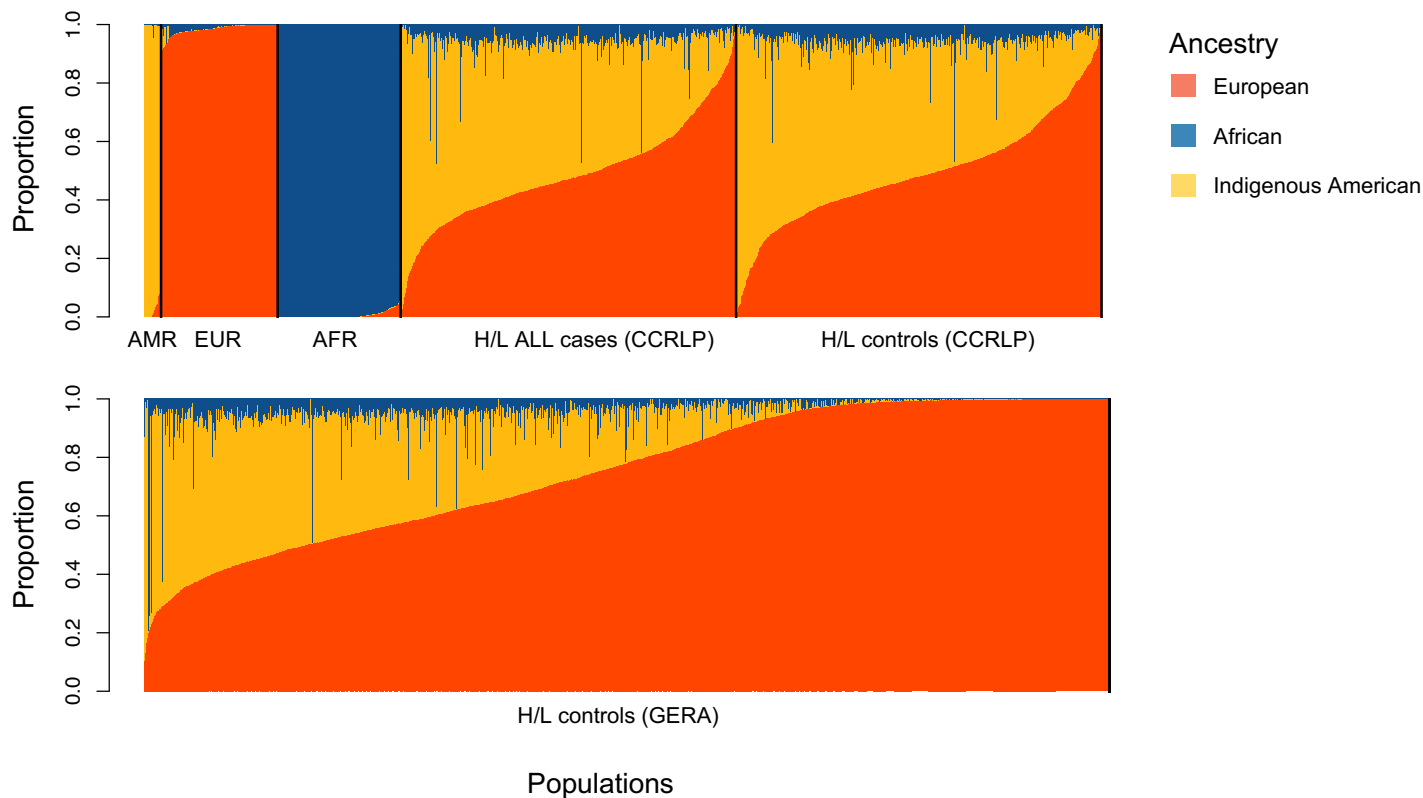 Proportion
1.0
0.8
0.6
0.4
0.2
0.0
AMR EUR AFR H/L ALL cases (CCRLP) H/L controls (CCRLP)
Ancestry
European
African
Indigenous American
Proportion
1.0
0.8
0.6
0.4
0.2
0.0
H/L controls (GERA)
Populations